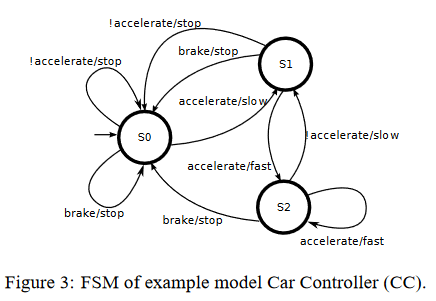 !accelerate/stop
brake/stop
S1
!accelerate/stop
accelerate/slow
S0
!accelerate/slow
accelerate/fast
S2
brake/stop
brake/stop
accelerate/fast
Figure 3: FSM of example model Car Controller (CC).